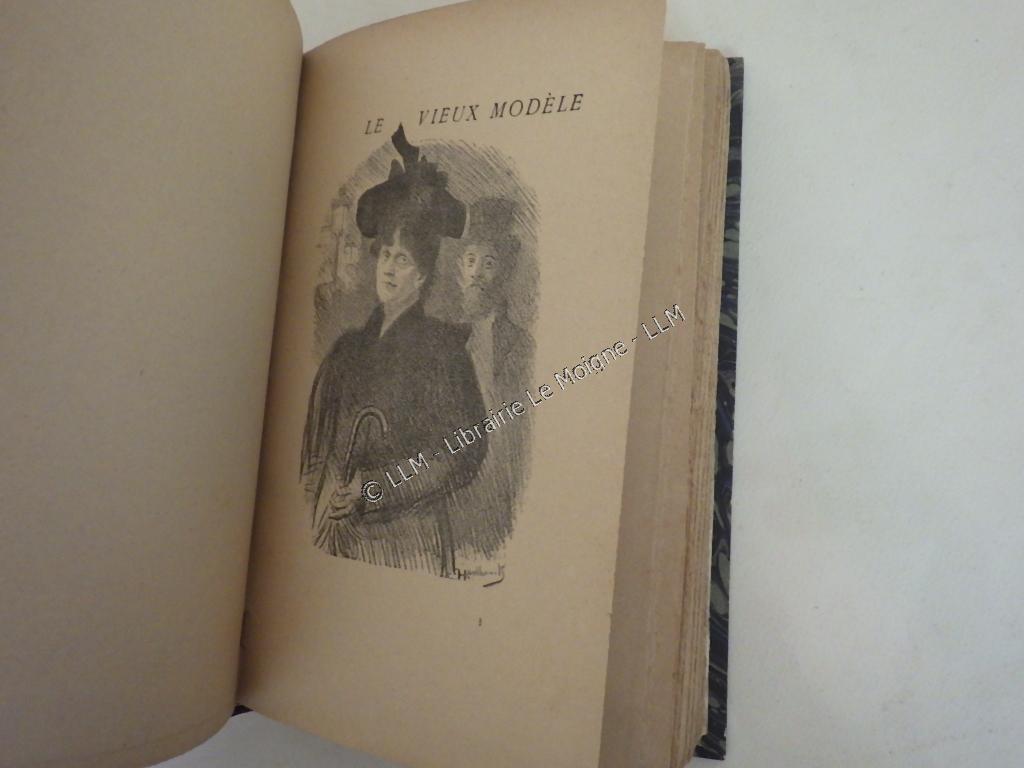 LE VIEUX MODÈLE
© LLM - Librairie Le Moigne - LLM